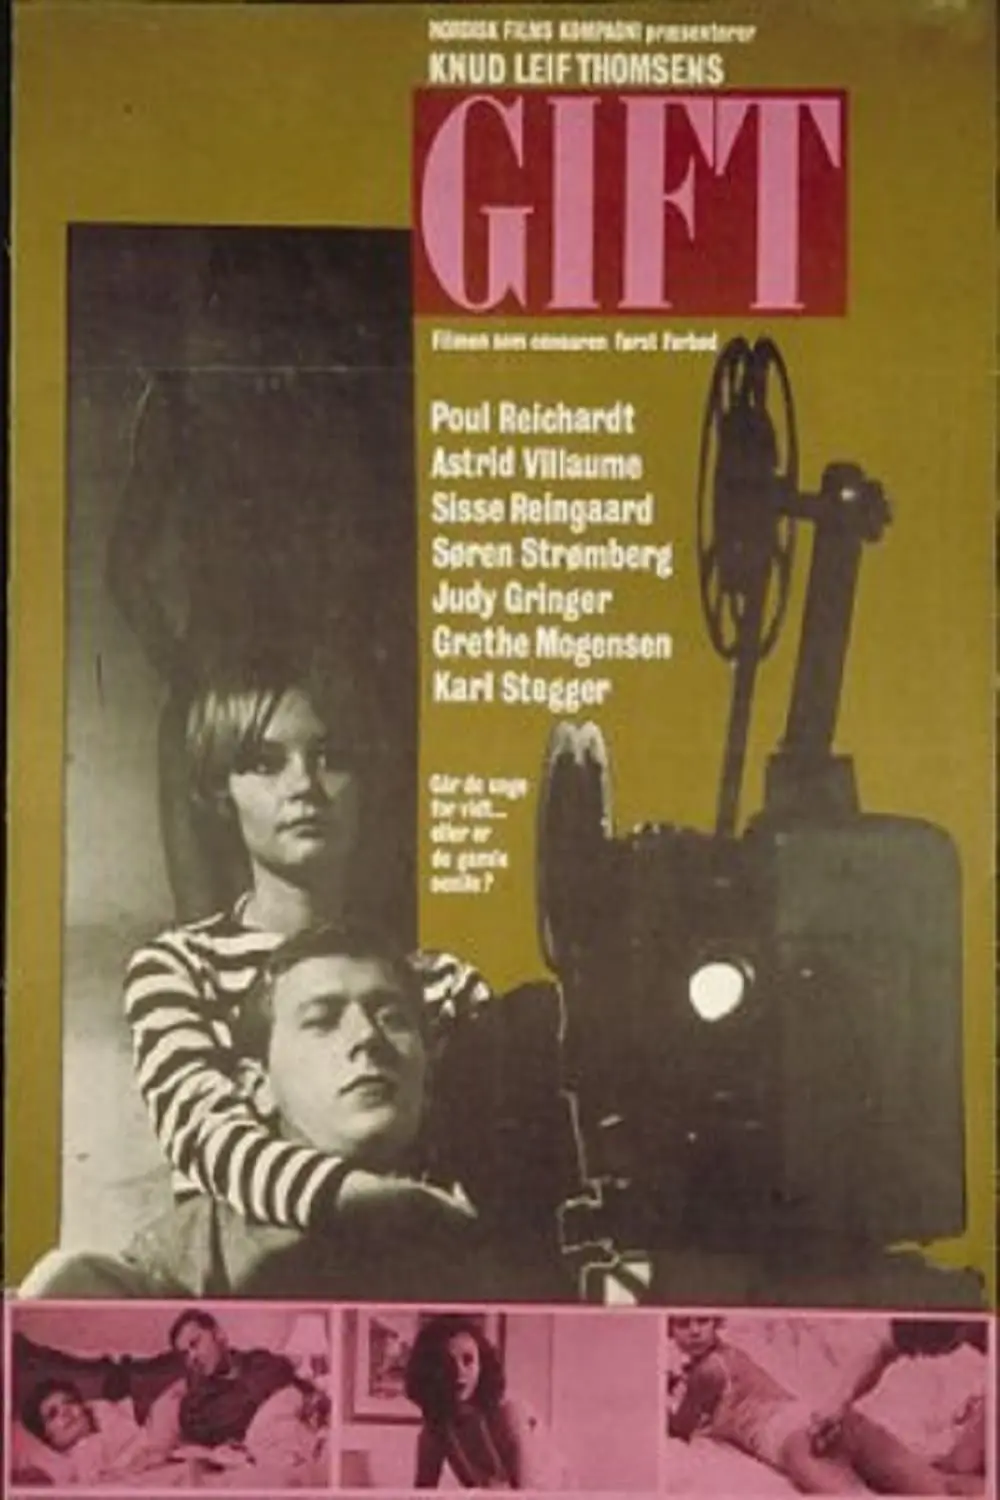 NORDISK FILMS KOMPAGNI præsenterer
KNUD LEIF THOMSENS
GIFT
Filmen som censuren først forbød
Poul Reichardt
Astrid Villaume
Sisse Reingaard
Søren Strømberg
Judy Gringer
Grethe Mogensen
Karl Stegger
Går de unge
for vidt...
eller er
de gamle
senile?